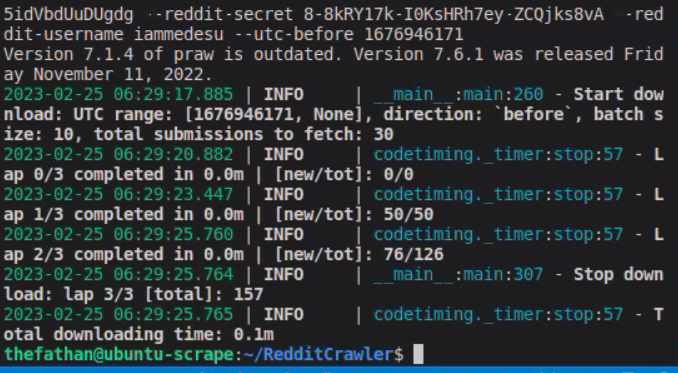 5idVbdUuDUgdg --reddit-secret 8-8kRY17k-I0KsHRh7ey-ZCQjks8vA --red
dit-username iammedesu --utc-before 1676946171
Version 7.1.4 of praw is outdated. Version 7.6.1 was released Frid
ay November 11, 2022.
2023-02-25 06:29:17.885 | INFO     | __main__:main:260 - Start dow
nload: UTC range: [1676946171, None], direction: `before`, batch s
ize: 10, total submissions to fetch: 30
2023-02-25 06:29:20.882 | INFO     | codetiming._timer:stop:57 - L
ap 0/3 completed in 0.0m | [new/tot]: 0/0
2023-02-25 06:29:23.447 | INFO     | codetiming._timer:stop:57 - L
ap 1/3 completed in 0.0m | [new/tot]: 50/50
2023-02-25 06:29:25.760 | INFO     | codetiming._timer:stop:57 - L
ap 2/3 completed in 0.0m | [new/tot]: 76/126
2023-02-25 06:29:25.764 | INFO     | __main__:main:307 - Stop down
load: lap 3/3 [total]: 157
2023-02-25 06:29:25.765 | INFO     | codetiming._timer:stop:57 - T
otal downloading time: 0.1m
thefathan@ubuntu-scrape:~/RedditCrawler$